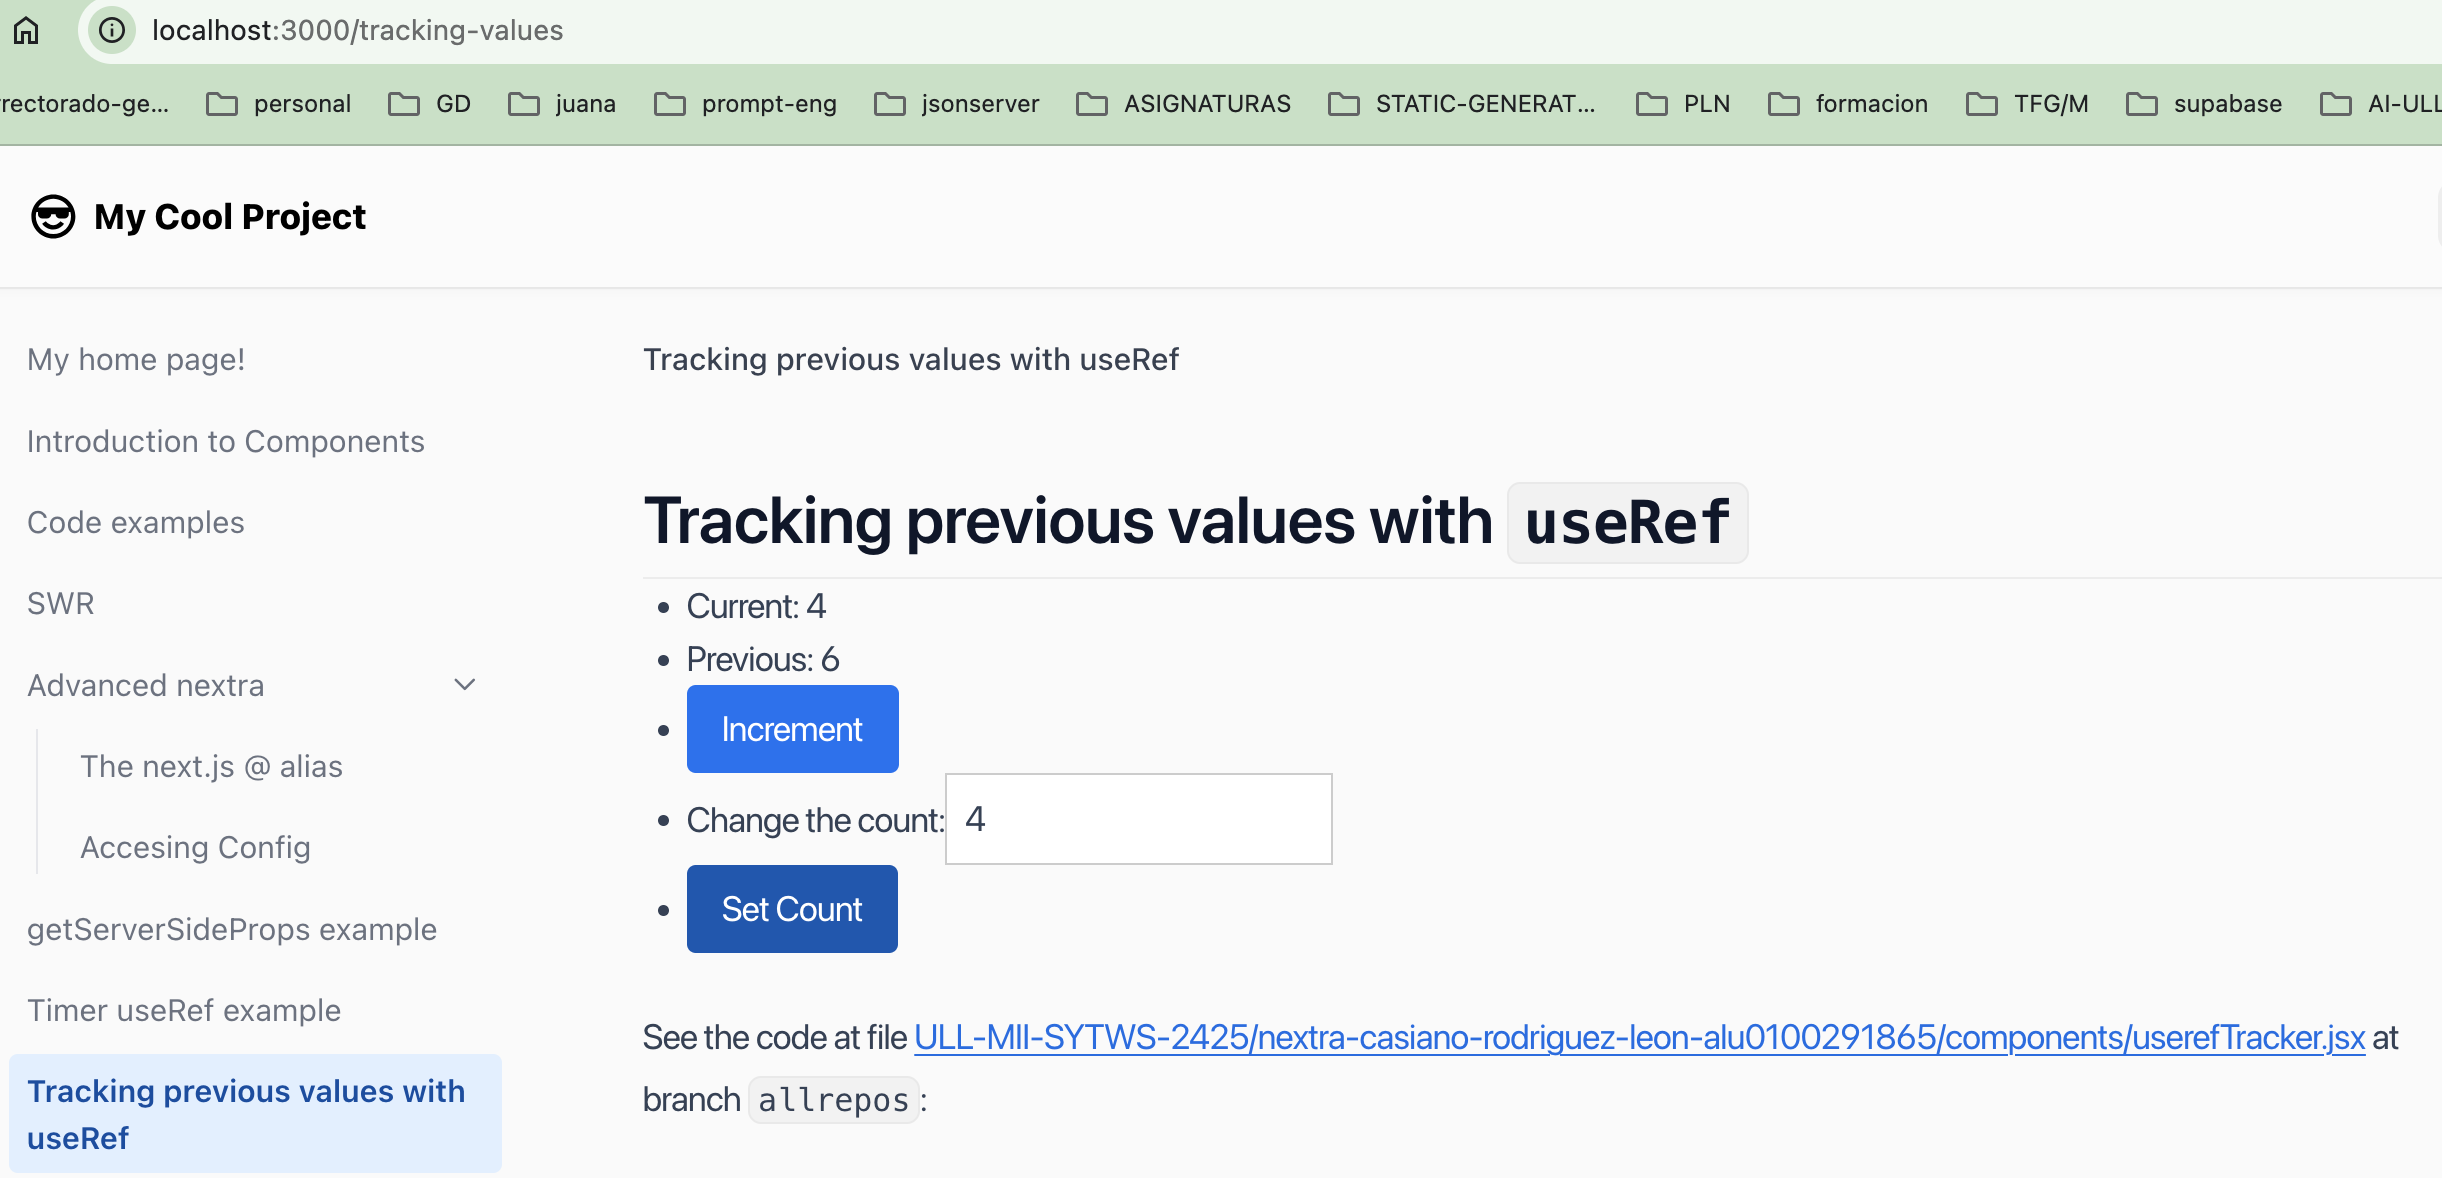 localhost:3000/tracking-values
rectorado-ge... personal GD juana prompt-eng jsonserver ASIGNATURAS STATIC-GENERAT... PLN formacion TFG/M supabase AI-ULL
My Cool Project
My home page!
Introduction to Components
Code examples
SWR
Advanced nextra
The next.js @ alias
Accesing Config
getServerSideProps example
Timer useRef example
Tracking previous values with
useRef
Tracking previous values with useRef
Tracking previous values with useRef
• Current: 4
• Previous: 6
• Increment
• Change the count: 4
• Set Count
See the code at file ULL-MII-SYTWS-2425/nextra-casiano-rodriguez-leon-alu0100291865/components/userefTracker.jsx at
branch allrepos :